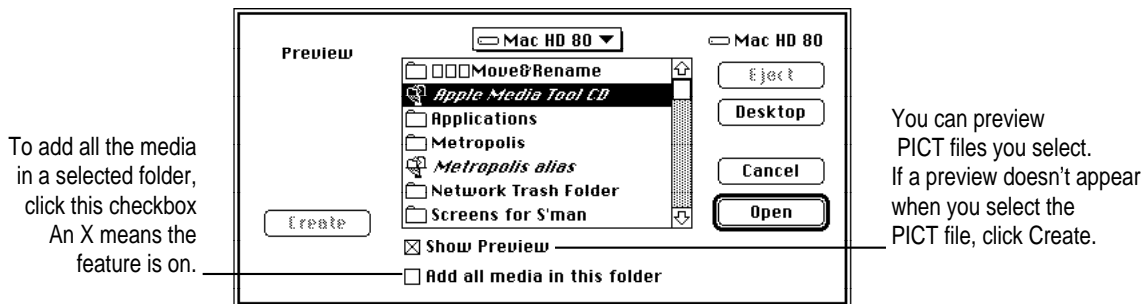 To add all the media
in a selected folder,
click this checkbox
An X means the
feature is on.
Preview
Create
Mac HD 80
Move&Rename
Apple Media Tool CD
Applications
Metropolis
Metropolis alias
Network Trash Folder
Screens for S'man
Show Preview
Add all media in this folder
Mac HD 80
Eject
Desktop
Cancel
Open
You can preview
PICT files you select.
If a preview doesn't appear
when you select the
PICT file, click Create.